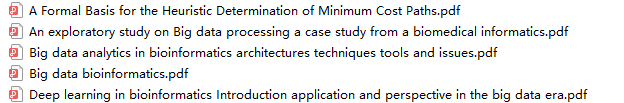 A Formal Basis for the Heuristic Determination of Minimum Cost Paths.pdf
An exploratory study on Big data processing a case study from a biomedical informatics.pdf
Big data analytics in bioinformatics architectures techniques tools and issues.pdf
Big data bioinformatics.pdf
Deep learning in bioinformatics Introduction application and perspective in the big data era.pdf